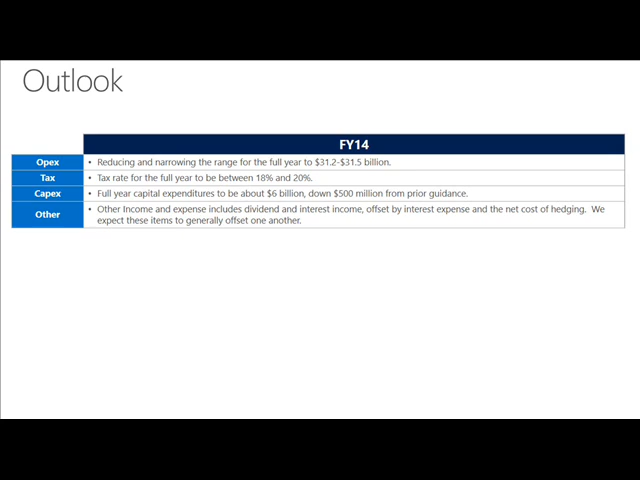 Outlook
FY14
Opex
• Reducing and narrowing the range for the full year to $31.2-$31.5 billion.
Tax
• Tax rate for the full year to be between 18% and 20%.
Capex
• Full year capital expenditures to be about $6 billion, down $500 million from prior guidance.
Other
• Other Income and expense includes dividend and interest income, offset by interest expense and the net cost of hedging. We
expect these items to generally offset one another.